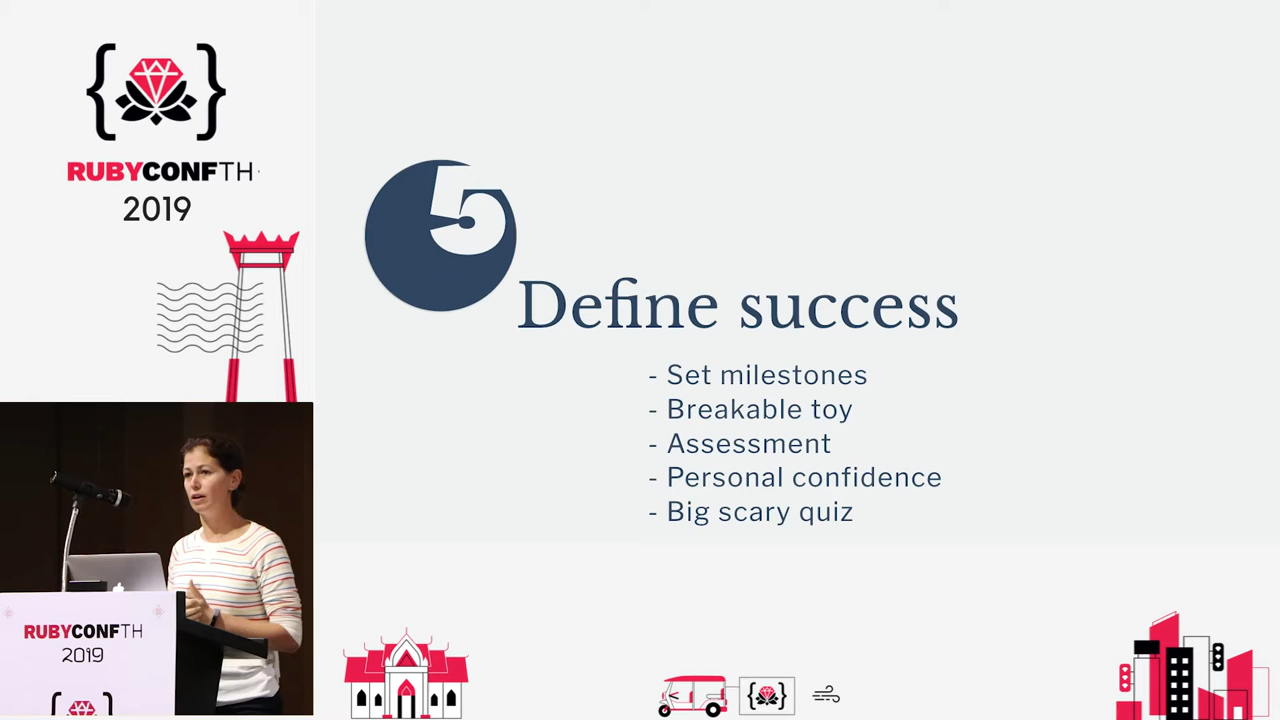 RUBYCONFTH
2019
5
Define success
- Set milestones
- Breakable toy
- Assessment
- Personal confidence
- Big scary quiz
RUBYCONFTH
2019